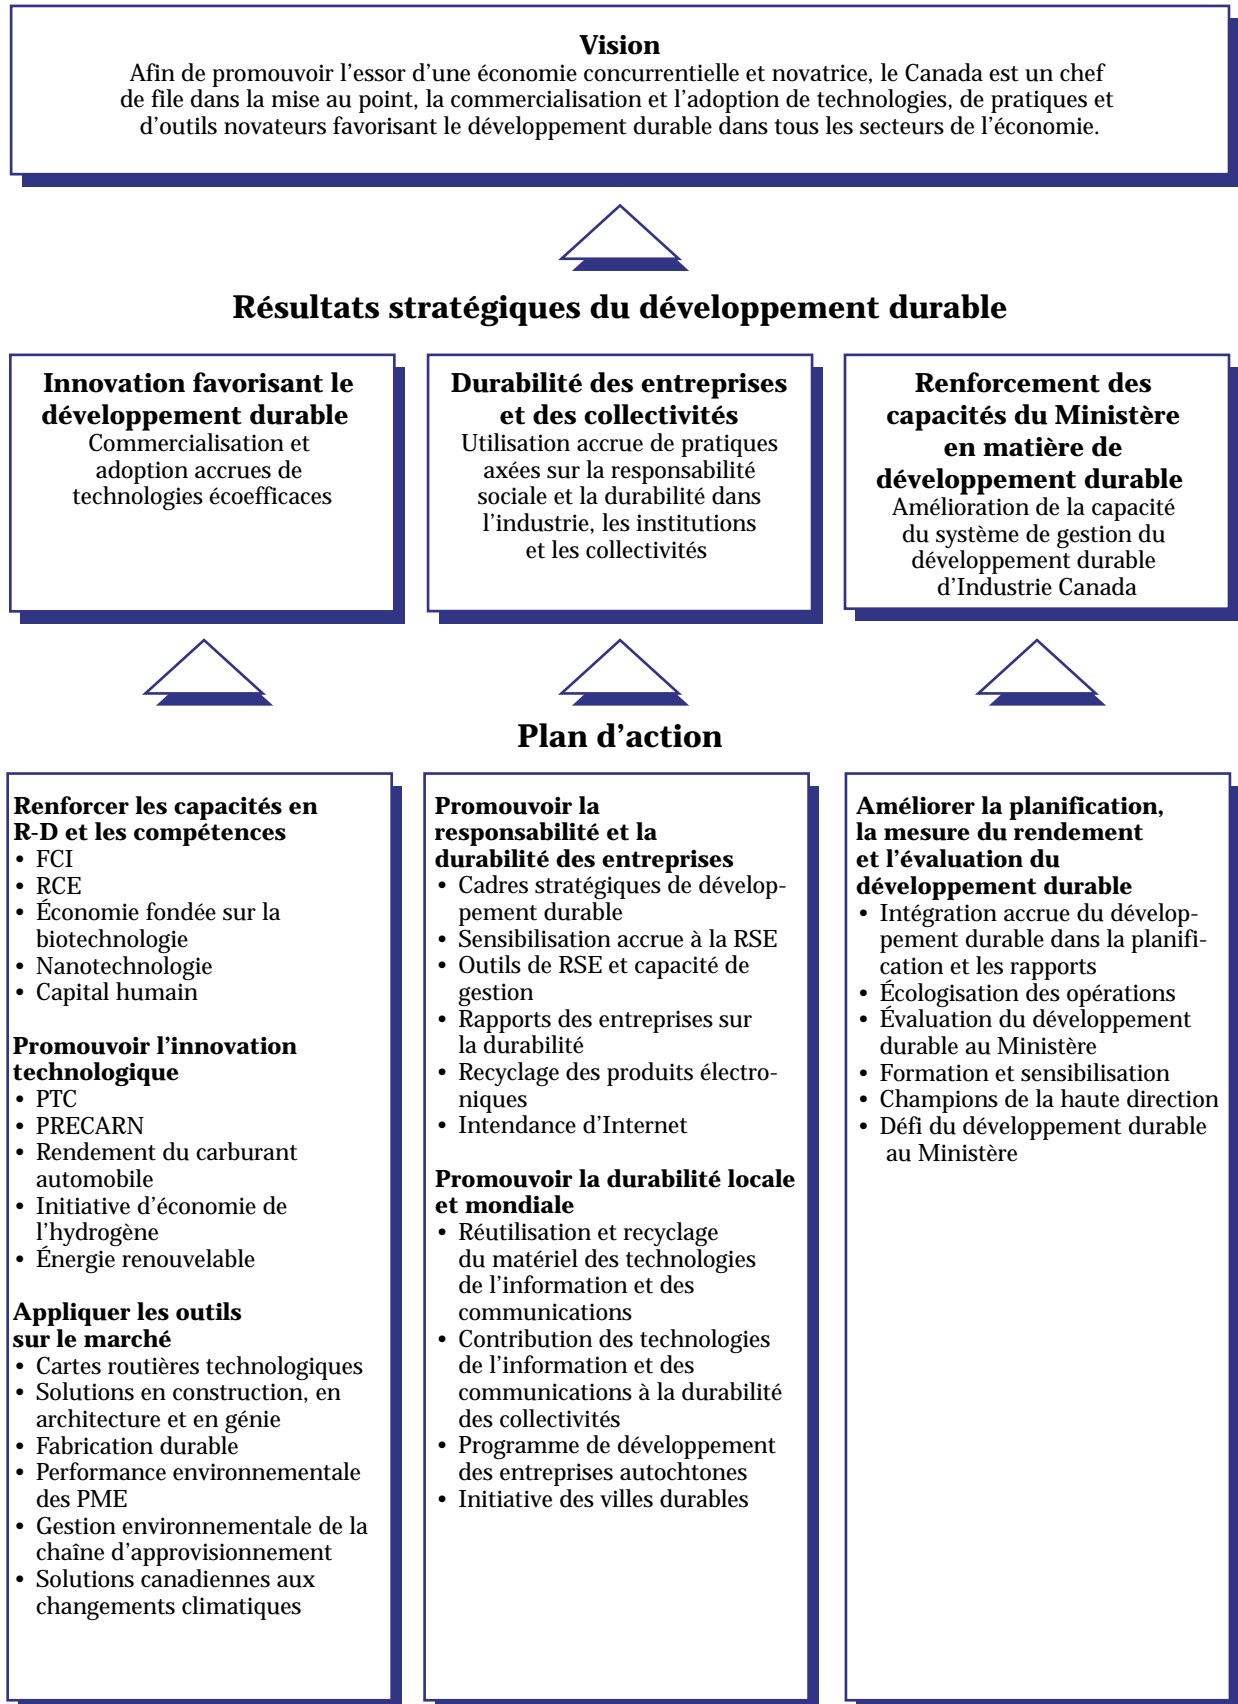 Vision
Afin de promouvoir l’essor d’une économie concurrentielle et novatrice, le Canada est un chef
de file dans la mise au point, la commercialisation et l’adoption de technologies, de pratiques et
d’outils novateurs favorisant le développement durable dans tous les secteurs de l’économie.
Résultats stratégiques du développement durable
Innovation favorisant le
développement durable
Commercialisation et
adoption accrues de
technologies écoefficaces
Durabilité des entreprises
et des collectivités
Utilisation accrue de pratiques
axées sur la responsabilité
sociale et la durabilité dans
l’industrie, les institutions
et les collectivités
Renforcement des
capacités du Ministère
en matière de
développement durable
Amélioration de la capacité
du système de gestion du
développement durable
d’Industrie Canada
Plan d’action
Renforcer les capacités en
R-D et les compétences
• FCI
• RCE
• Économie fondée sur la
biotechnologie
• Nanotechnologie
• Capital humain
Promouvoir l’innovation
technologique
• PTC
• PRECARN
• Rendement du carburant
automobile
• Initiative d’économie de
l’hydrogène
• Énergie renouvelable
Appliquer les outils
sur le marché
• Cartes routières technologiques
• Solutions en construction, en
architecture et en génie
• Fabrication durable
• Performance environnementale
des PME
• Gestion environnementale de la
chaîne d’approvisionnement
• Solutions canadiennes aux
changements climatiques
Promouvoir la
responsabilité et la
durabilité des entreprises
• Cadres stratégiques de dévelop-
pement durable
• Sensibilisation accrue à la RSE
• Outils de RSE et capacité de
gestion
• Rapports des entreprises sur
la durabilité
• Recyclage des produits électro-
niques
• Intendance d’Internet
Promouvoir la durabilité locale
et mondiale
• Réutilisation et recyclage
du matériel des technologies
de l’information et des
communications
• Contribution des technologies
de l’information et des
communications à la durabilité
des collectivités
• Programme de développement
des entreprises autochtones
• Initiative des villes durables
Améliorer la planification,
la mesure du rendement
et l’évaluation du
développement durable
• Intégration accrue du dévelop-
pement durable dans la planifi-
cation et les rapports
• Écologisation des opérations
• Évaluation du développement
durable au Ministère
• Formation et sensibilisation
• Champions de la haute direction
• Défi du développement durable
au Ministère